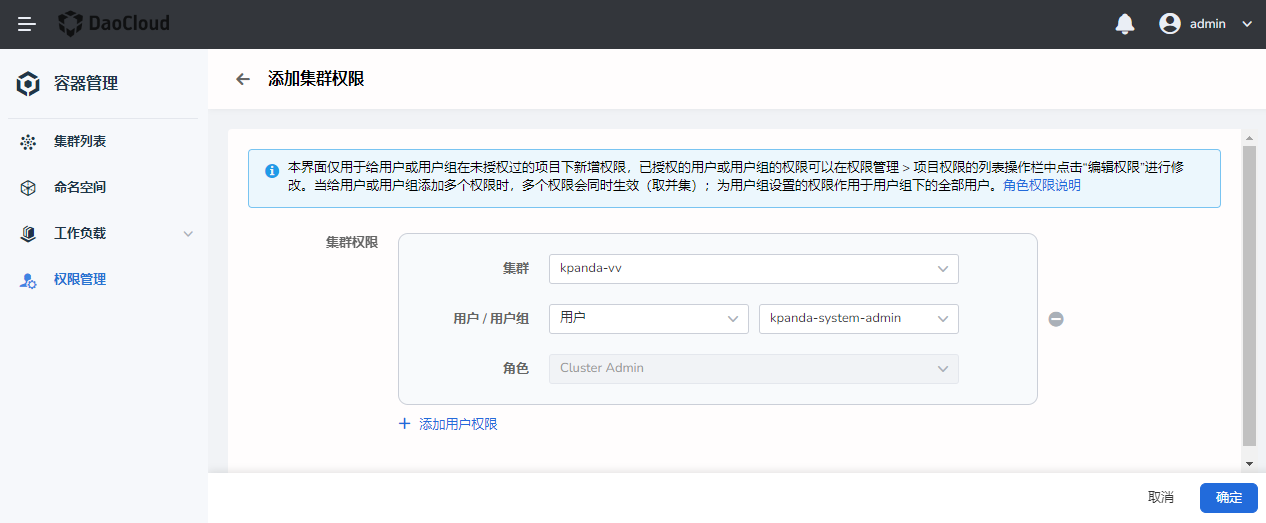 DaoCloud
admin
容器管理
集群列表
命名空间
工作负载
权限管理
添加集群权限
本界面仅用于给用户或用户组在未授权过的项目下新增权限，已授权的用户或用户组的权限可以在权限管理 > 项目权限的列表操作栏中点击“编辑权限”进行修
改。当给用户或用户组添加多个权限时，多个权限会同时生效（取并集）；为用户组设置的权限作用于用户组下的全部用户。角色权限说明
集群权限
集群 kpanda-vv
用户 / 用户组 用户 kpanda-system-admin
角色 Cluster Admin
+ 添加用户权限
取消 确定